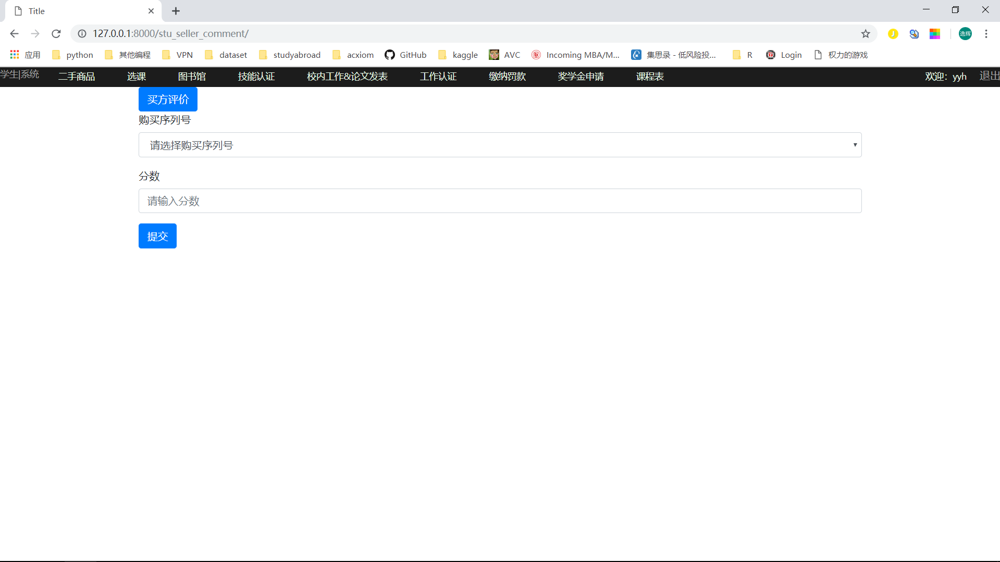 Title
127.0.0.1:8000/stu_seller_comment/
逸辉
应用 python 其他编程 VPN dataset studyabroad acxiom GitHub kaggle AVC Incoming MBA/M... 集思录 - 低风险投... R Login 权力的游戏
学生|系统 二手商品 选课 图书馆 技能认证 校内工作&论文发表 工作认证 缴纳罚款 奖学金申请 课程表 欢迎：yyh 退出
买方评价
购买序列号
请选择购买序列号
分数
请输入分数
提交